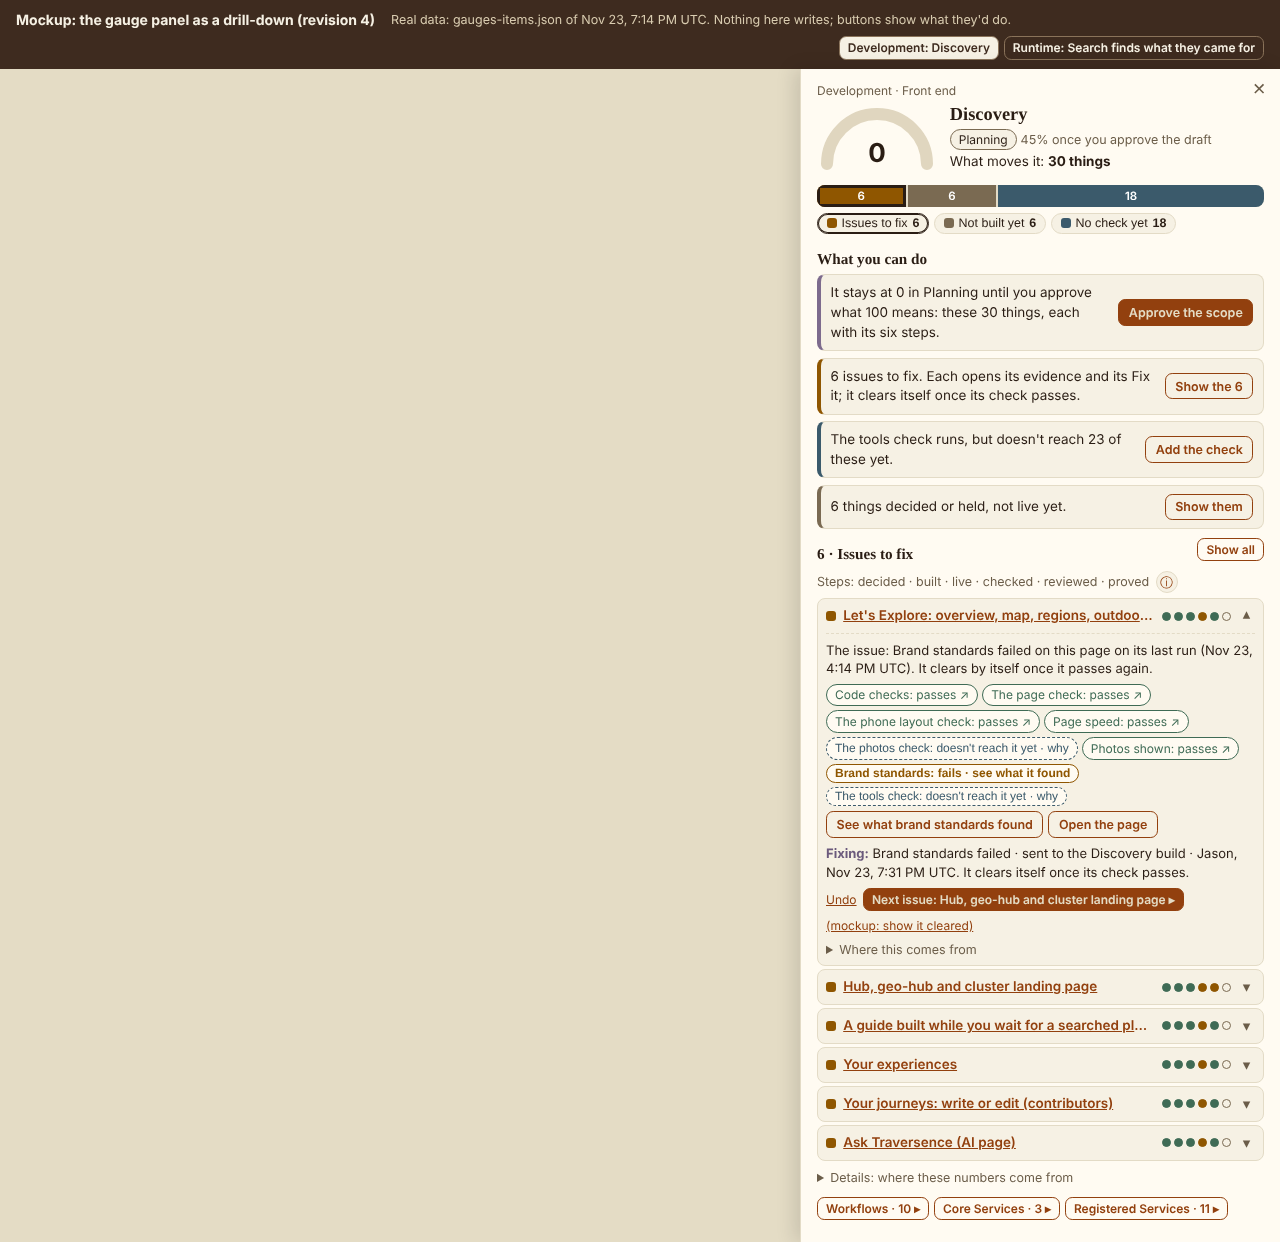 Mockup: the gauge panel as a drill-down (revision 4) Real data: gauges-items.json of Nov 23, 7:14 PM UTC. Nothing here writes; buttons show what they'd do.
Development: Discovery Runtime: Search finds what they came for
Development · Front end ✕
Discovery
0
Planning 45% once you approve the draft
What moves it: 30 things
6 6 18
Issues to fix 6 Not built yet 6 No check yet 18
What you can do
It stays at 0 in Planning until you approve
what 100 means: these 30 things, each
with its six steps.
Approve the scope
6 issues to fix. Each opens its evidence and its Fix
it; it clears itself once its check passes.
Show the 6
The tools check runs, but doesn't reach 23 of
these yet.
Add the check
6 things decided or held, not live yet. Show them
6 · Issues to fix Show all
Steps: decided · built · live · checked · reviewed · proved ⓘ
Let's Explore: overview, map, regions, outdoo... ▲
The issue: Brand standards failed on this page on its last run (Nov 23,
4:14 PM UTC). It clears by itself once it passes again.
Code checks: passes ↗ The page check: passes ↗
The phone layout check: passes ↗ Page speed: passes ↗
The photos check: doesn't reach it yet · why Photos shown: passes ↗
Brand standards: fails · see what it found
The tools check: doesn't reach it yet · why
See what brand standards found Open the page
Fixing: Brand standards failed · sent to the Discovery build · Jason,
Nov 23, 7:31 PM UTC. It clears itself once its check passes.
Undo Next issue: Hub, geo-hub and cluster landing page ▸
(mockup: show it cleared)
▶ Where this comes from
Hub, geo-hub and cluster landing page ▼
A guide built while you wait for a searched pl... ▼
Your experiences ▼
Your journeys: write or edit (contributors) ▼
Ask Traversence (AI page) ▼
▶ Details: where these numbers come from
Workflows · 10 ▸ Core Services · 3 ▸ Registered Services · 11 ▸